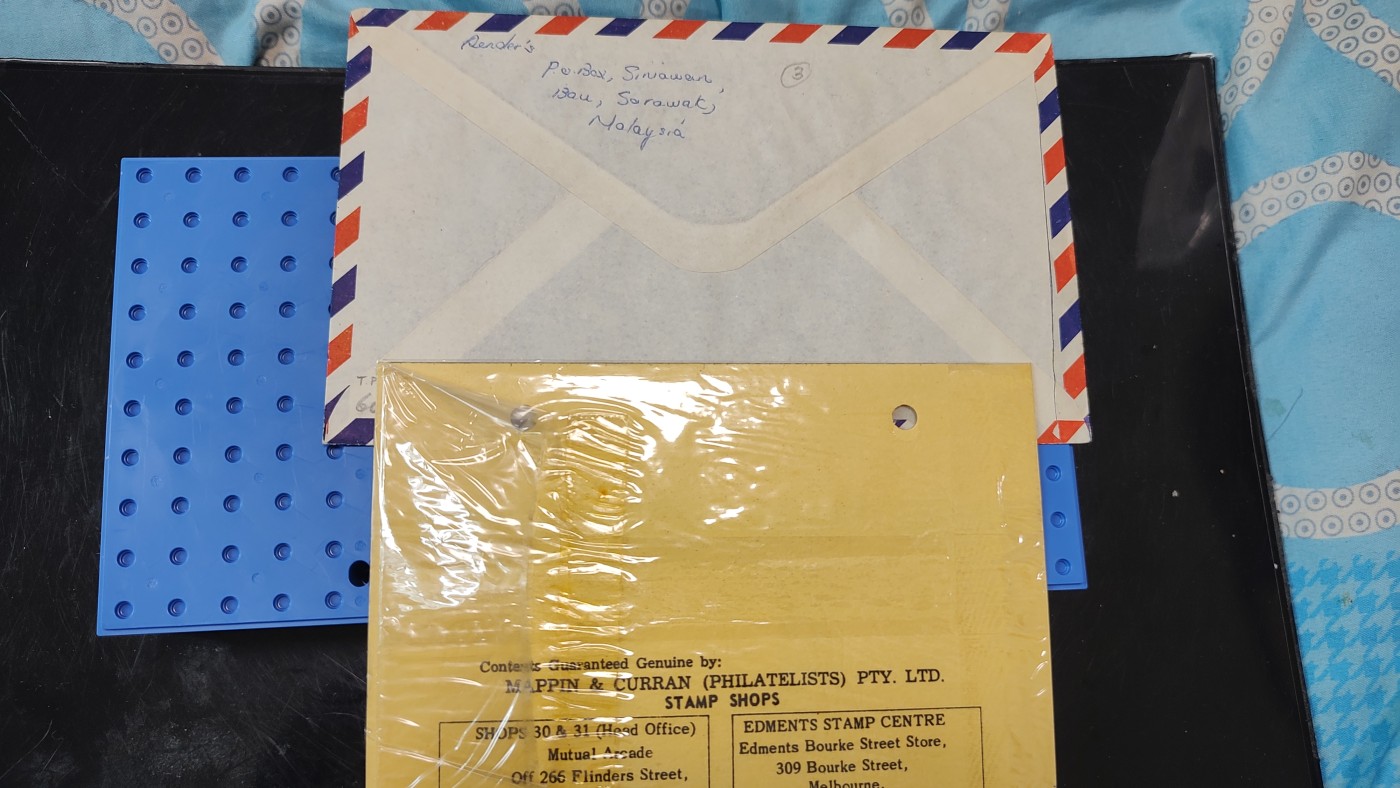 Render's
P.O. Box, Siniawan,
Bau, Sarawak,
Malaysia
3
T.P
60
Contents Guaranteed Genuine by:
MAPPIN & CURRAN (PHILATELISTS) PTY. LTD.
STAMP SHOPS
SHOPS 30 & 31 (Head Office)
Mutual Arcade
Off 266 Flinders Street,
EDMENTS STAMP CENTRE
Edments Bourke Street Store,
309 Bourke Street,
Melbourne.